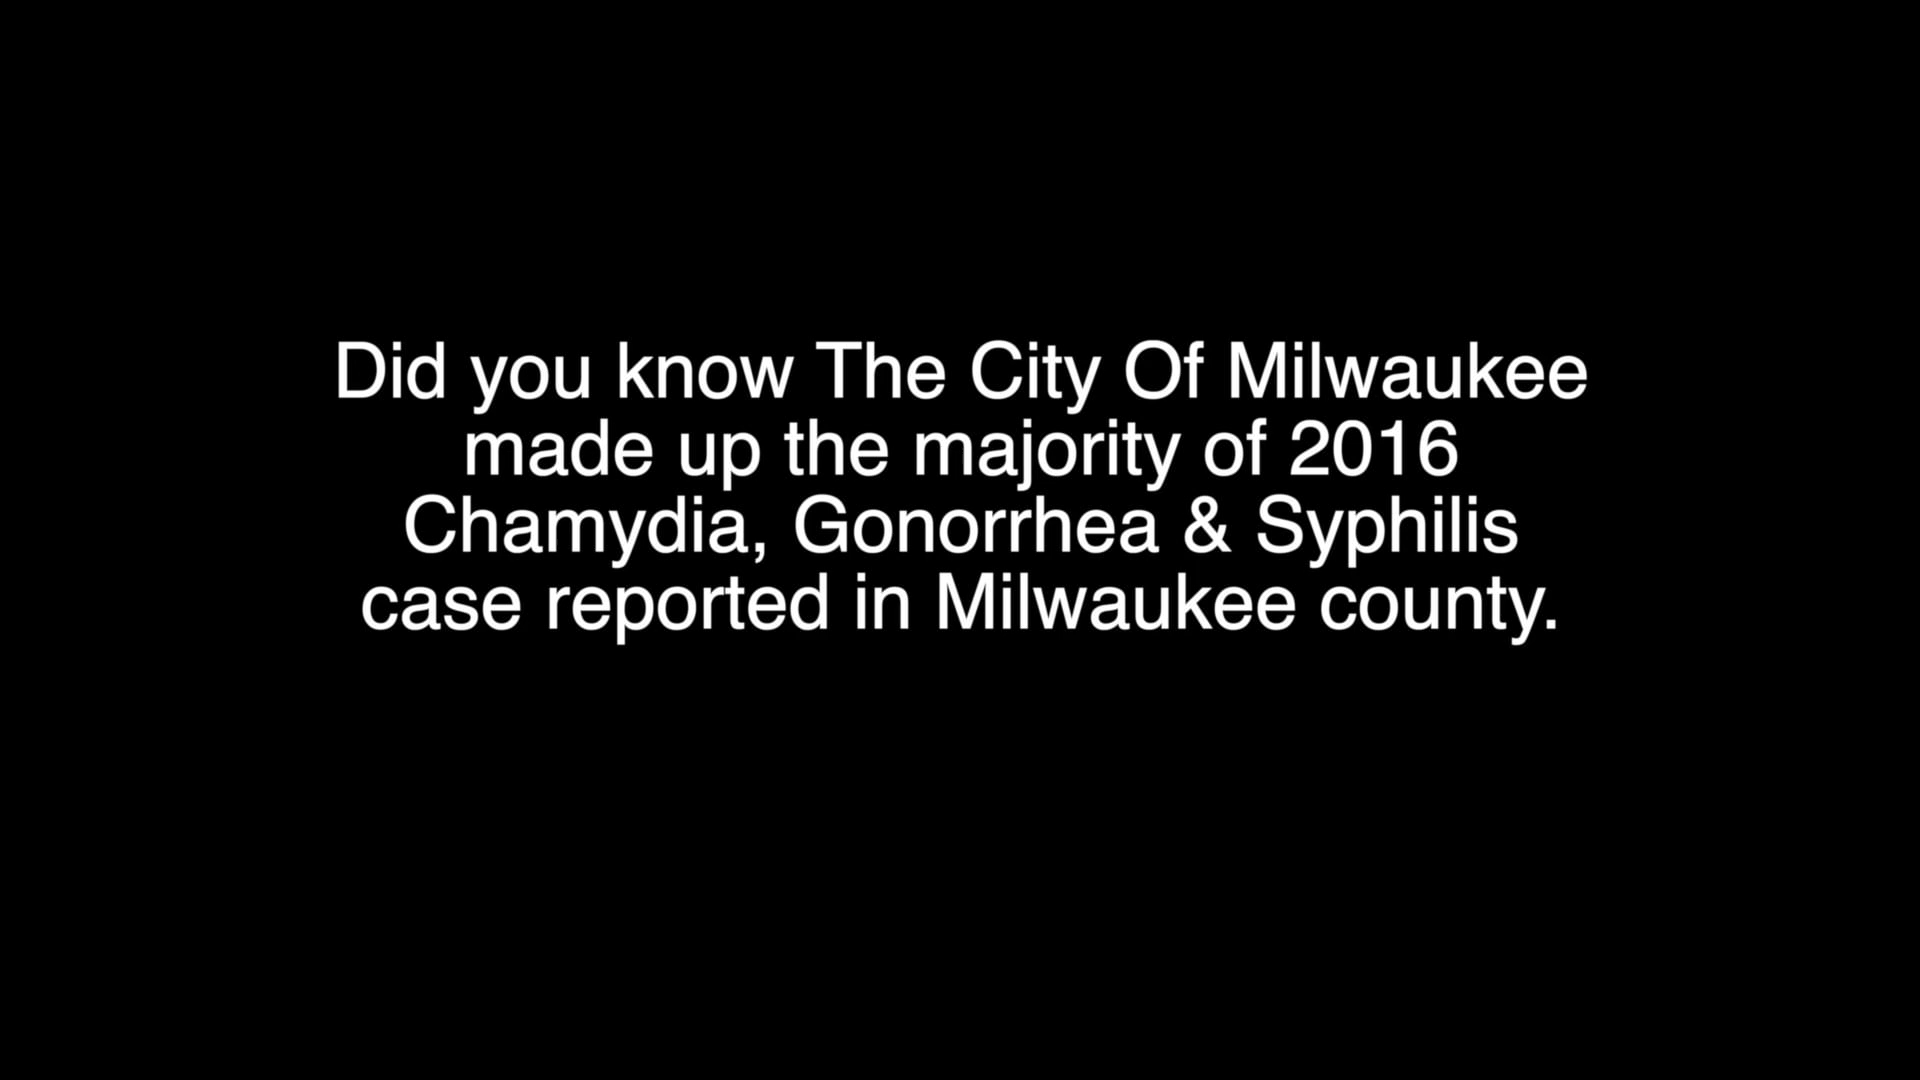 Did you know The City Of Milwaukee
made up the majority of 2016
Chamydia, Gonorrhea & Syphilis
case reported in Milwaukee county.